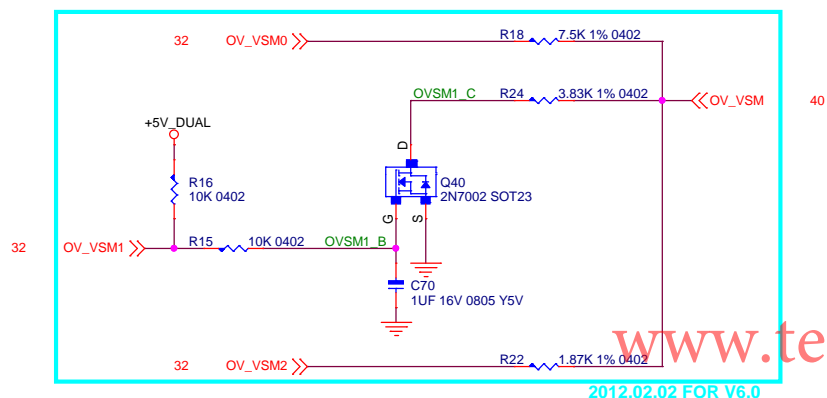 32 OV_VSM0 R18 7.5K 1% 0402
OVSM1_C R24 3.83K 1% 0402 OV_VSM 40
+5V_DUAL
D
R16
10K 0402
Q40
2N7002 SOT23
G S
32 OV_VSM1 R15 10K 0402 OVSM1_B
C70
1UF 16V 0805 Y5V
www.te
32 OV_VSM2 R22 1.87K 1% 0402
2012.02.02 FOR V6.0